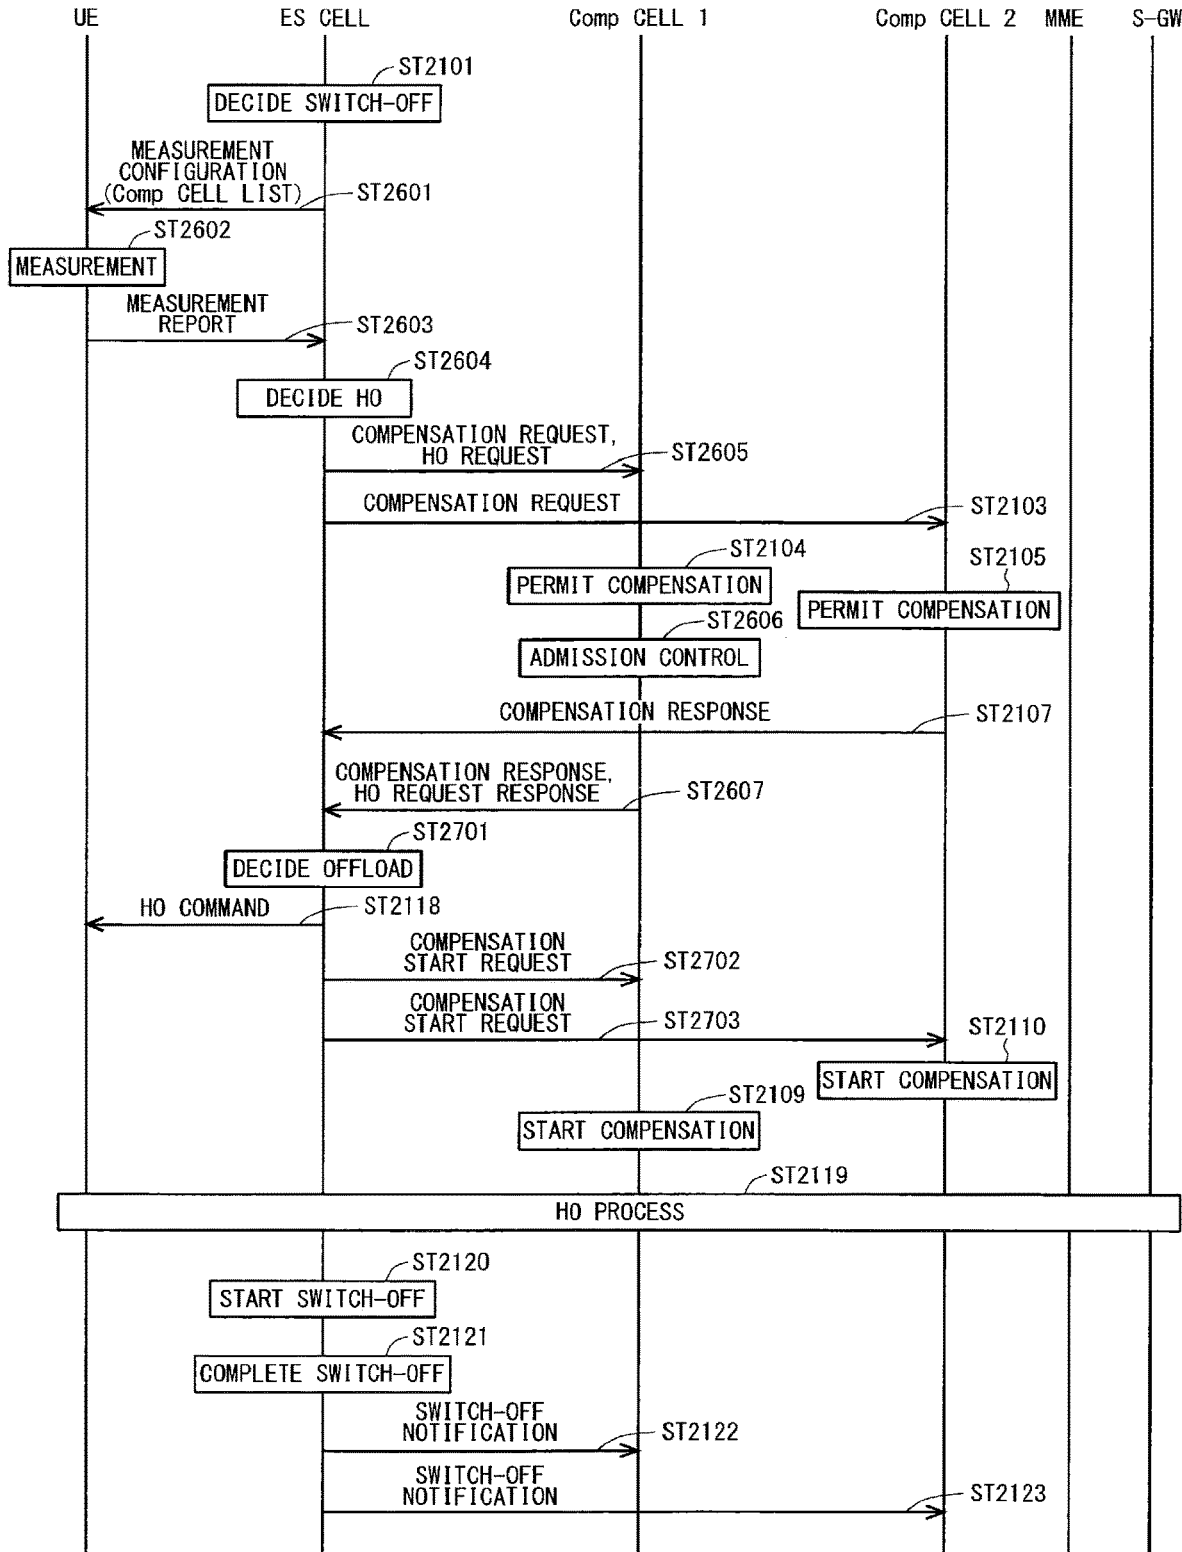 UE ES CELL Comp CELL 1 Comp CELL 2 MME S-GW
ST2101
DECIDE SWITCH-OFF
MEASUREMENT
CONFIGURATION
(Comp CELL LIST)
ST2601
ST2602
MEASUREMENT
MEASUREMENT
REPORT
ST2603
ST2604
DECIDE HO
COMPENSATION REQUEST,
HO REQUEST
ST2605
COMPENSATION REQUEST
ST2103
ST2104
PERMIT COMPENSATION
ST2105
PERMIT COMPENSATION
ST2606
ADMISSION CONTROL
COMPENSATION RESPONSE
ST2107
COMPENSATION RESPONSE,
HO REQUEST RESPONSE
ST2607
ST2701
DECIDE OFFLOAD
HO COMMAND
ST2118
COMPENSATION
START REQUEST
ST2702
COMPENSATION
START REQUEST
ST2703
ST2110
START COMPENSATION
ST2109
START COMPENSATION
ST2119
HO PROCESS
ST2120
START SWITCH-OFF
ST2121
COMPLETE SWITCH-OFF
SWITCH-OFF
NOTIFICATION
ST2122
SWITCH-OFF
NOTIFICATION
ST2123